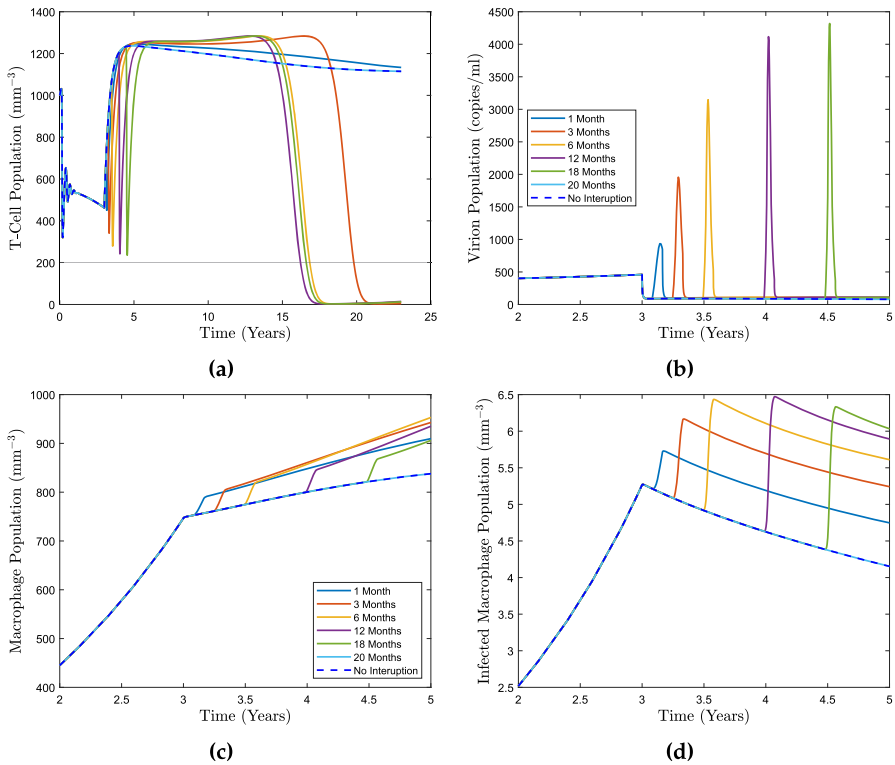 1400
1200
1000
800
600
400
200
0
T-Cell Population (mm⁻³)
0 5 10 15 20 25
Time (Years)
(a)
4500
4000
3500
3000
2500
2000
1500
1000
500
0
Virion Population (copies/ml)
1 Month
3 Months
6 Months
12 Months
18 Months
20 Months
No Interuption
2 2.5 3 3.5 4 4.5 5
Time (Years)
(b)
1000
900
800
700
600
500
400
Macrophage Population (mm⁻³)
1 Month
3 Months
6 Months
12 Months
18 Months
20 Months
No Interuption
2 2.5 3 3.5 4 4.5 5
Time (Years)
(c)
6.5
6
5.5
5
4.5
4
3.5
3
2.5
Infected Macrophage Population (mm⁻³)
2 2.5 3 3.5 4 4.5 5
Time (Years)
(d)